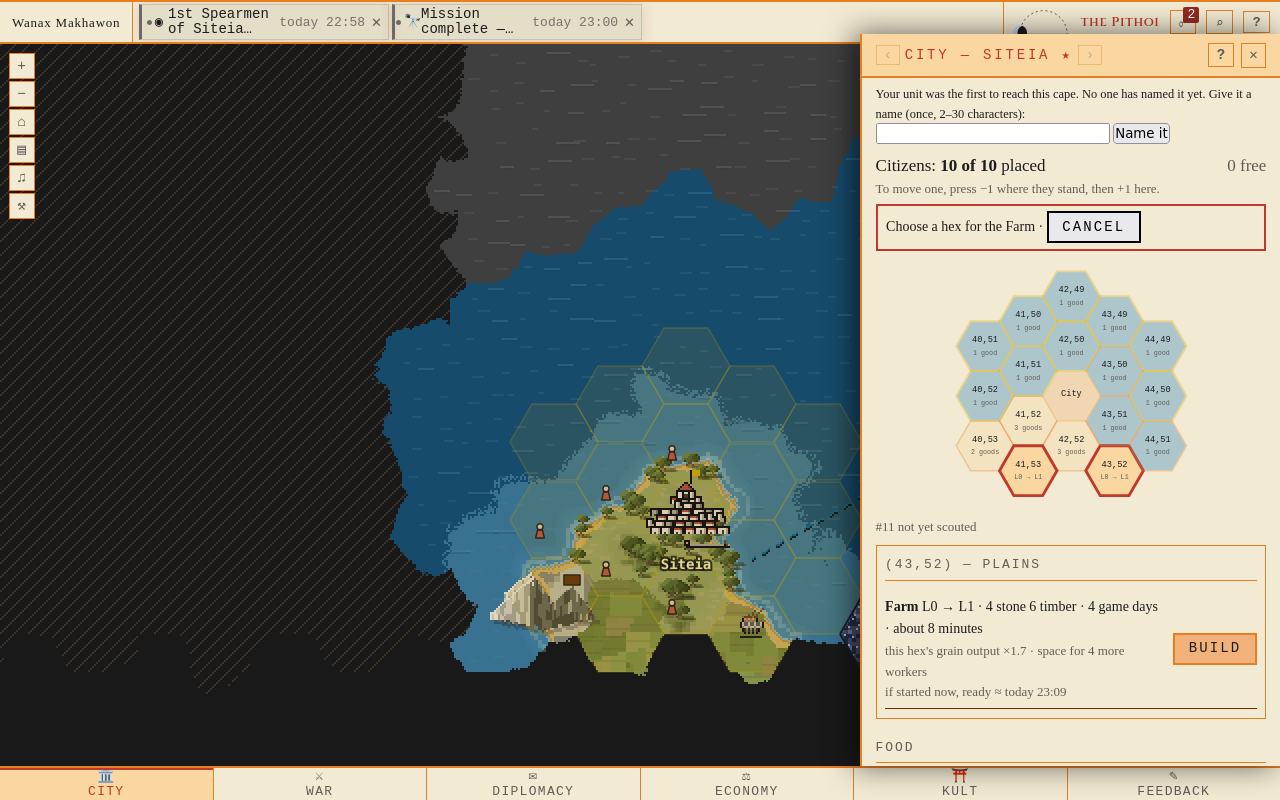 Wanax Makhawon
1st Spearmen of Siteia…
today 22:58 ✕
Mission complete —…
today 23:00 ✕
THE PITHOI
2
?
+
−
‹ CITY — SITEIA ★ ›
? ✕
Your unit was the first to reach this cape. No one has named it yet. Give it a
name (once, 2–30 characters):
Name it
Citizens: 10 of 10 placed
0 free
To move one, press −1 where they stand, then +1 here.
Choose a hex for the Farm · CANCEL
42,49
1 good
41,50
1 good
43,49
1 good
40,51
1 good
42,50
1 good
44,49
1 good
41,51
1 good
43,50
1 good
40,52
1 good
City
44,50
1 good
41,52
3 goods
43,51
1 good
40,53
2 goods
42,52
3 goods
44,51
1 good
41,53
L0 → L1
43,52
L0 → L1
#11 not yet scouted
(43,52) — PLAINS
Farm L0 → L1 · 4 stone 6 timber · 4 game days
· about 8 minutes
this hex's grain output ×1.7 · space for 4 more
workers
if started now, ready ≈ today 23:09
BUILD
FOOD
Siteia
CITY
WAR
DIPLOMACY
ECONOMY
KULT
FEEDBACK